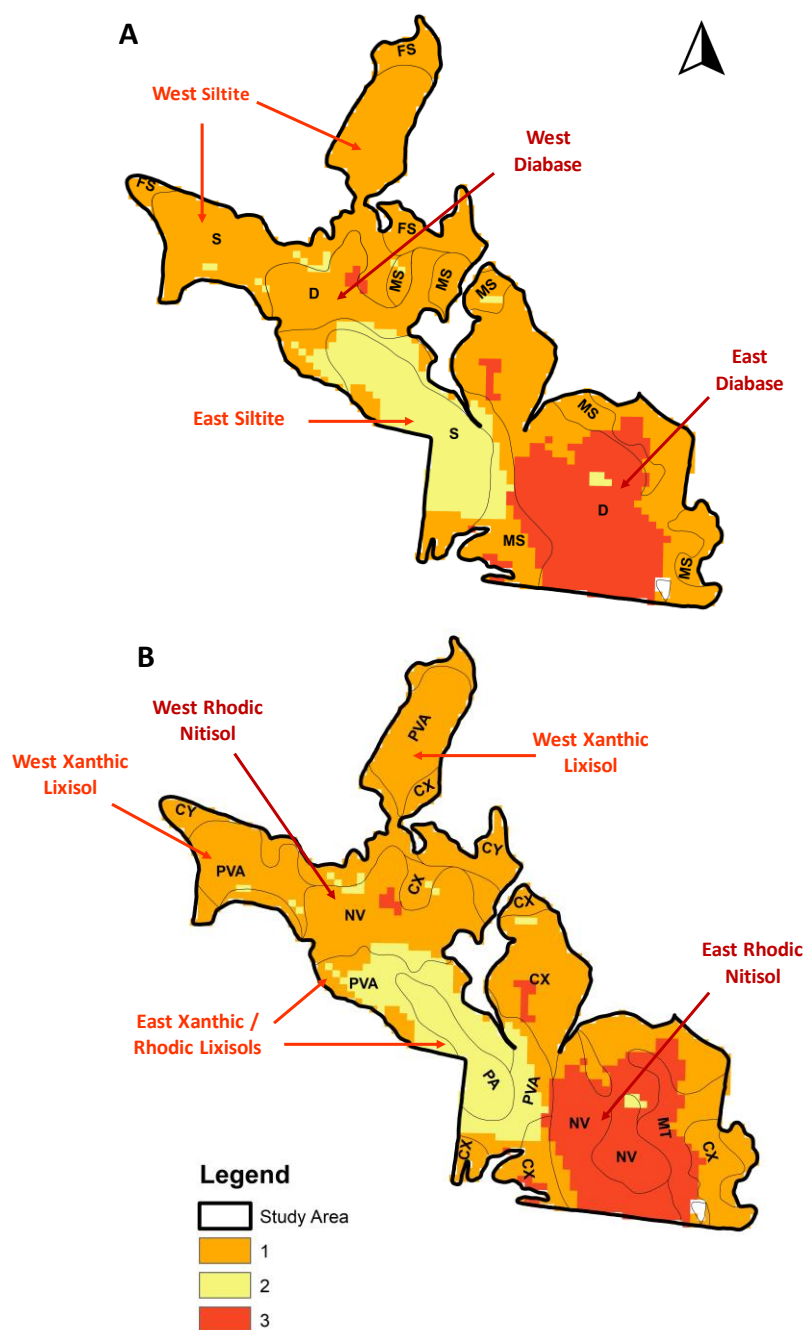 A
FS
West Siltite
West
Diabase
FS
S
FS
D
MS
MS
MS
East
Diabase
MS
East Siltite
S
D
MS
MS
B
West Rhodic
Nitisol
PVA
West Xanthic
Lixisol
West Xanthic
Lixisol
CX
CY
CY
PVA
CX
NV
CX
East Rhodic
Nitisol
CX
PVA
East Xanthic /
Rhodic Lixisols
PA
PVA
NV
MT
NV
CX
CX
CX
Legend
Study Area
1
2
3